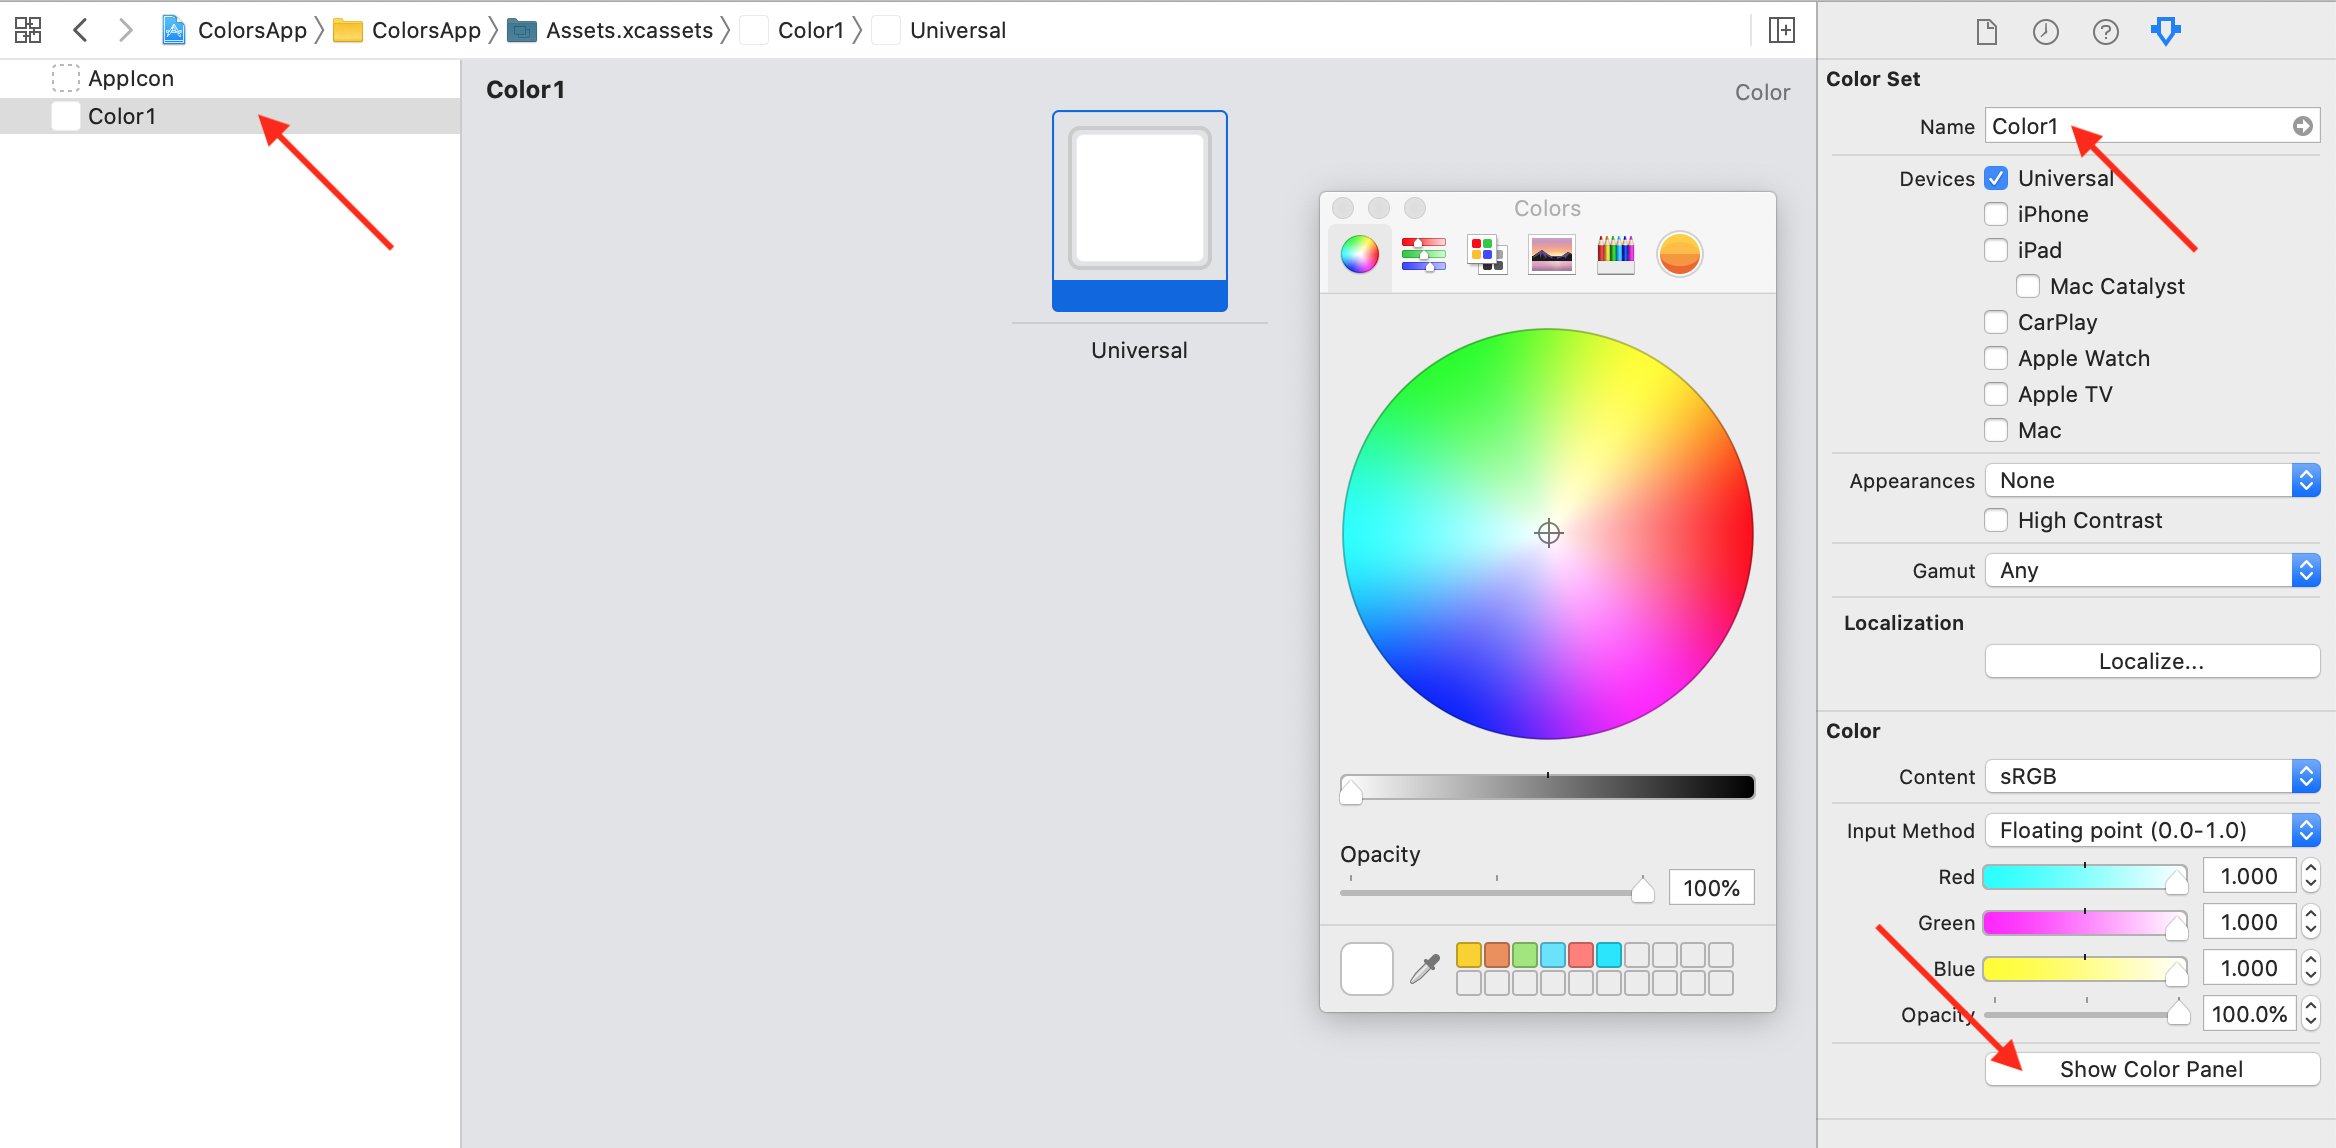 ColorsApp ColorsApp Assets.xcassets Color1 Universal
AppIcon
Color1
Color1
Color
Universal
Colors
Opacity
100%
Color Set
Name Color1
Devices Universal
iPhone
iPad
Mac Catalyst
CarPlay
Apple Watch
Apple TV
Mac
Appearances None
High Contrast
Gamut Any
Localization
Localize...
Color
Content sRGB
Input Method Floating point (0.0-1.0)
Red 1.000
Green 1.000
Blue 1.000
Opacity 100.0%
Show Color Panel